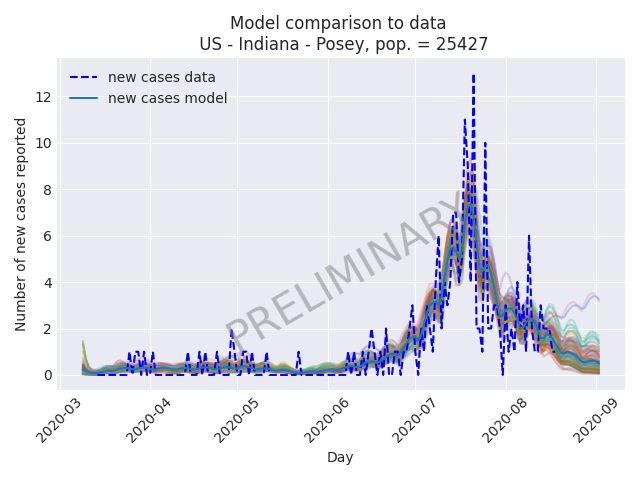 Model comparison to data
US - Indiana - Posey, pop. = 25427
new cases data
new cases model
Number of new cases reported
12
10
8
6
4
2
0
PRELIMINARY
2020-03
2020-04
2020-05
2020-06
2020-07
2020-08
2020-09
Day